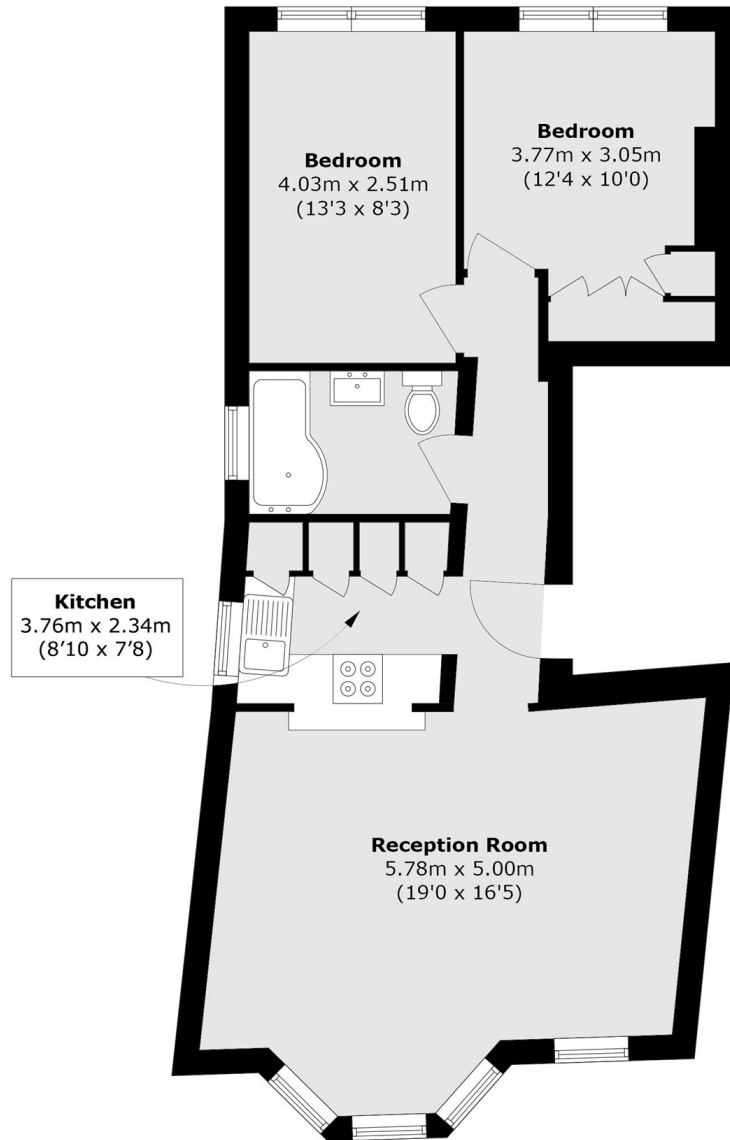 Bedroom
4.03m x 2.51m
(13'3 x 8'3)
Bedroom
3.77m x 3.05m
(12'4 x 10'0)
Kitchen
3.76m x 2.34m
(8’10 x 7’8)
Reception Room
5.78m x 5.00m
(19'0 x 16'5)